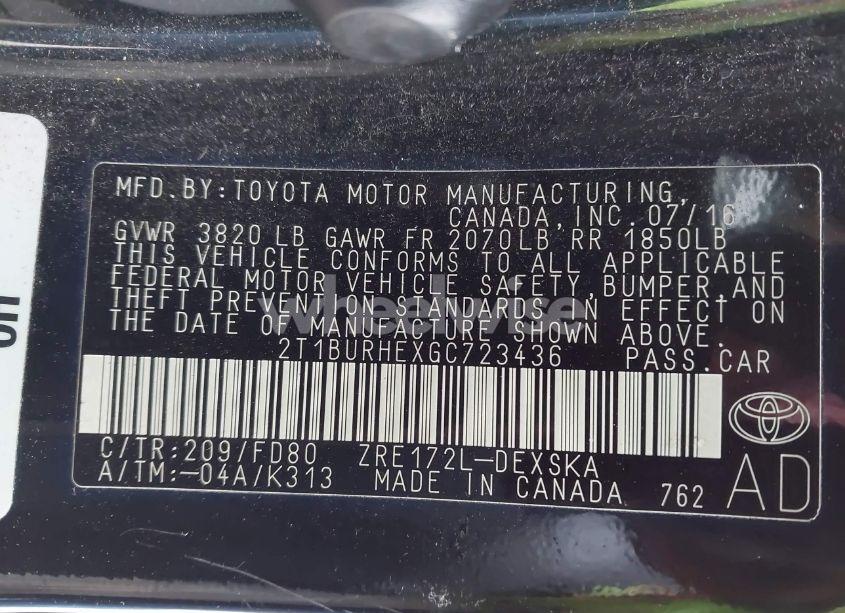 MFD.BY:TOYOTA MOTOR MANUFACTURING,
CANADA,INC.07/16
GVWR 3820 LB GAWR FR 2070LB RR 1850LB
THIS VEHICLE CONFORMS TO ALL APPLICABLE
FEDERAL MOTOR VEHICLE SAFETY,BUMPER,AND
THEFT PREVENTION STANDARDS IN EFFECT ON
THE DATE OF MANUFACTURE SHOWN ABOVE.
wheelwise
2T1BURHEXGC723436 PASS.CAR
C/TR:209/FD80 ZRE172L-DEXSKA
A/TM:-04A/K313 MADE IN CANADA 762
AD